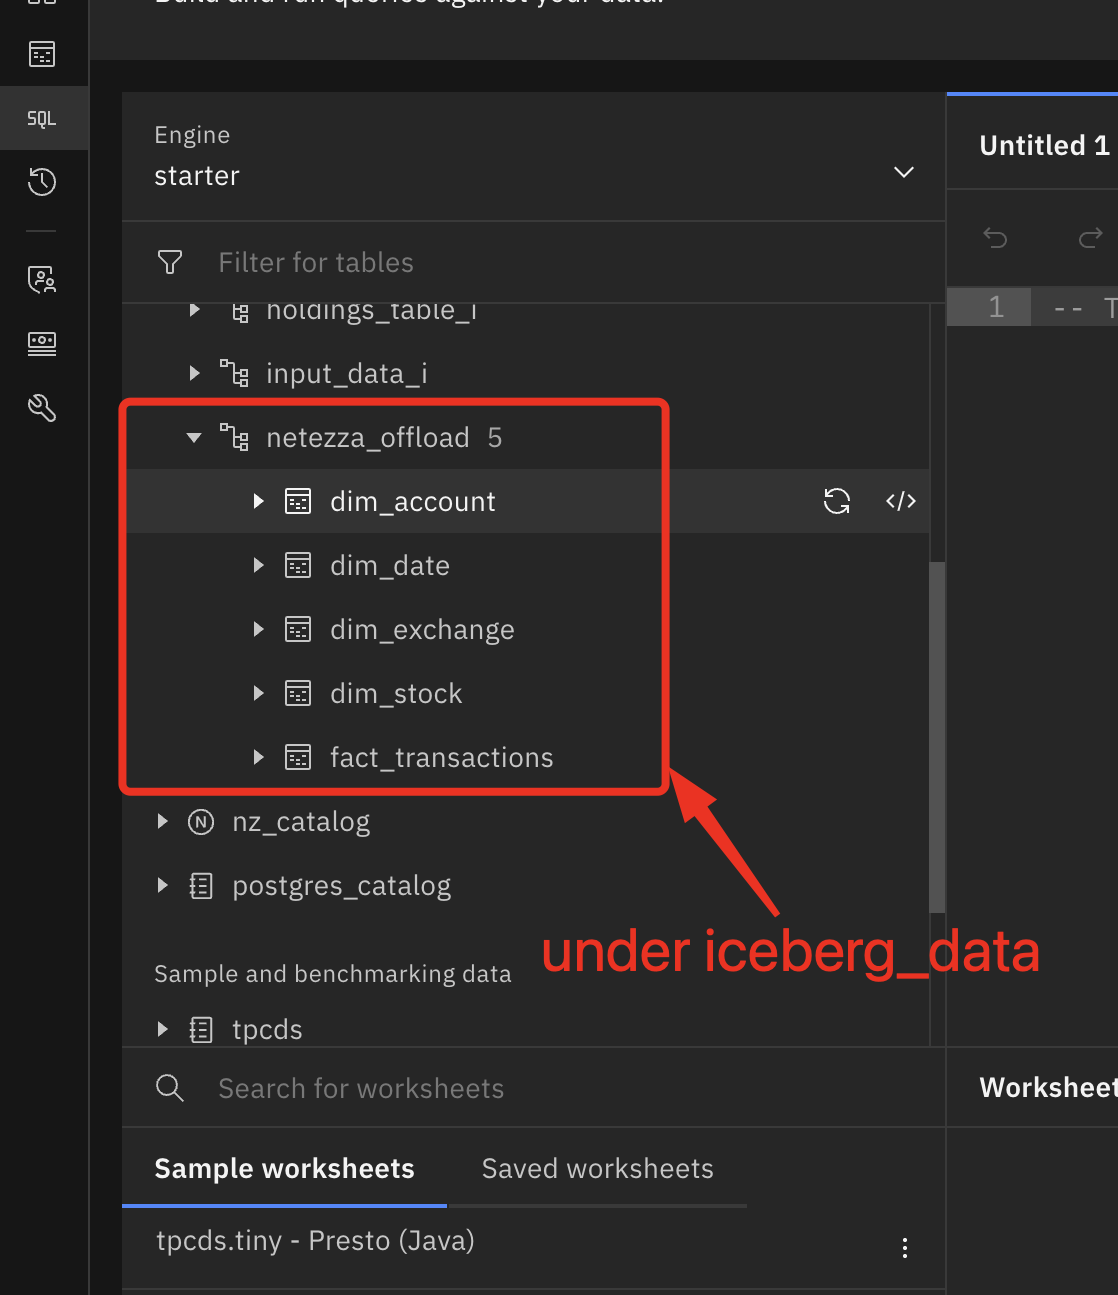 Build and run queries against your data.
SQL
Engine
starter
Untitled 1
Filter for tables
holdings_table_i
1 -- T
input_data_i
netezza_offload 5
dim_account
dim_date
dim_exchange
dim_stock
fact_transactions
N nz_catalog
postgres_catalog
under iceberg_data
Sample and benchmarking data
tpcds
Search for worksheets
Worksheet
Sample worksheets Saved worksheets
tpcds.tiny - Presto (Java)